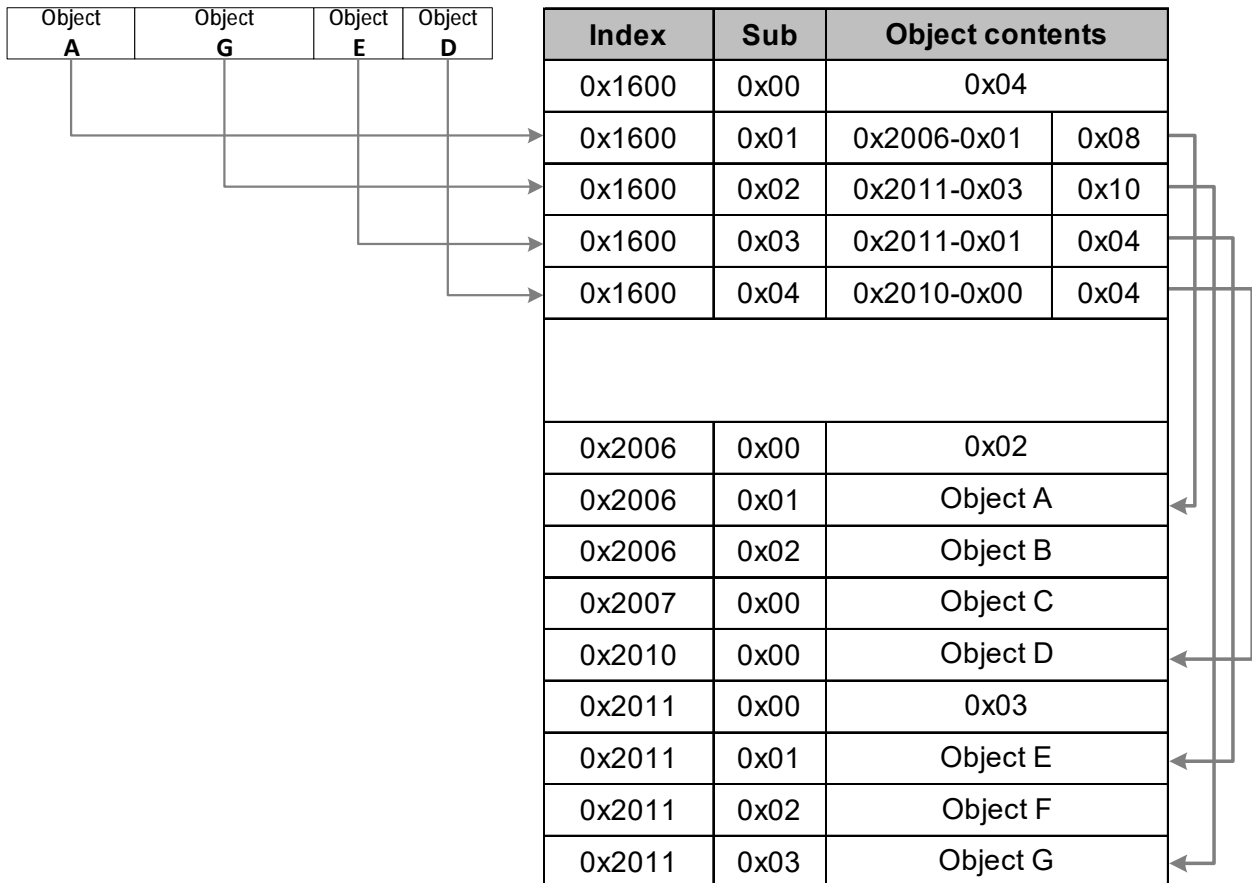 Object Object Object Object
A G E D
Index Sub Object contents
0x1600 0x00 0x04
0x1600 0x01 0x2006-0x01 0x08
0x1600 0x02 0x2011-0x03 0x10
0x1600 0x03 0x2011-0x01 0x04
0x1600 0x04 0x2010-0x00 0x04
0x2006 0x00 0x02
0x2006 0x01 Object A
0x2006 0x02 Object B
0x2007 0x00 Object C
0x2010 0x00 Object D
0x2011 0x00 0x03
0x2011 0x01 Object E
0x2011 0x02 Object F
0x2011 0x03 Object G